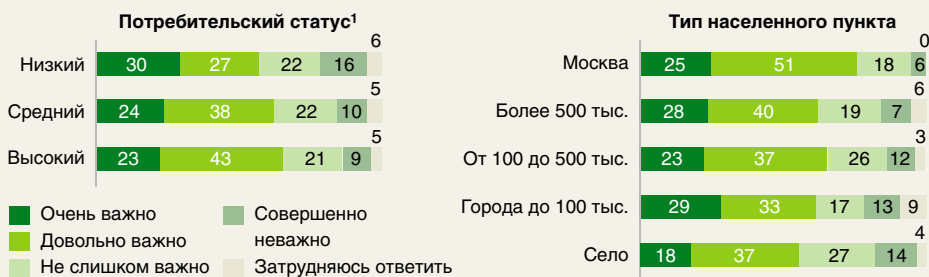 Потребительский статус¹
6
Низкий 30 27 22 16
5
Средний 24 38 22 10
5
Высокий 23 43 21 9
Очень важно
Довольно важно
Не слишком важно
Совершенно
неважно
Затрудняюсь ответить
Тип населенного пункта
0
Москва 25 51 18 6
6
Более 500 тыс. 28 40 19 7
3
От 100 до 500 тыс. 23 37 26 12
Города до 100 тыс. 29 33 17 13 9
4
Село 18 37 27 14